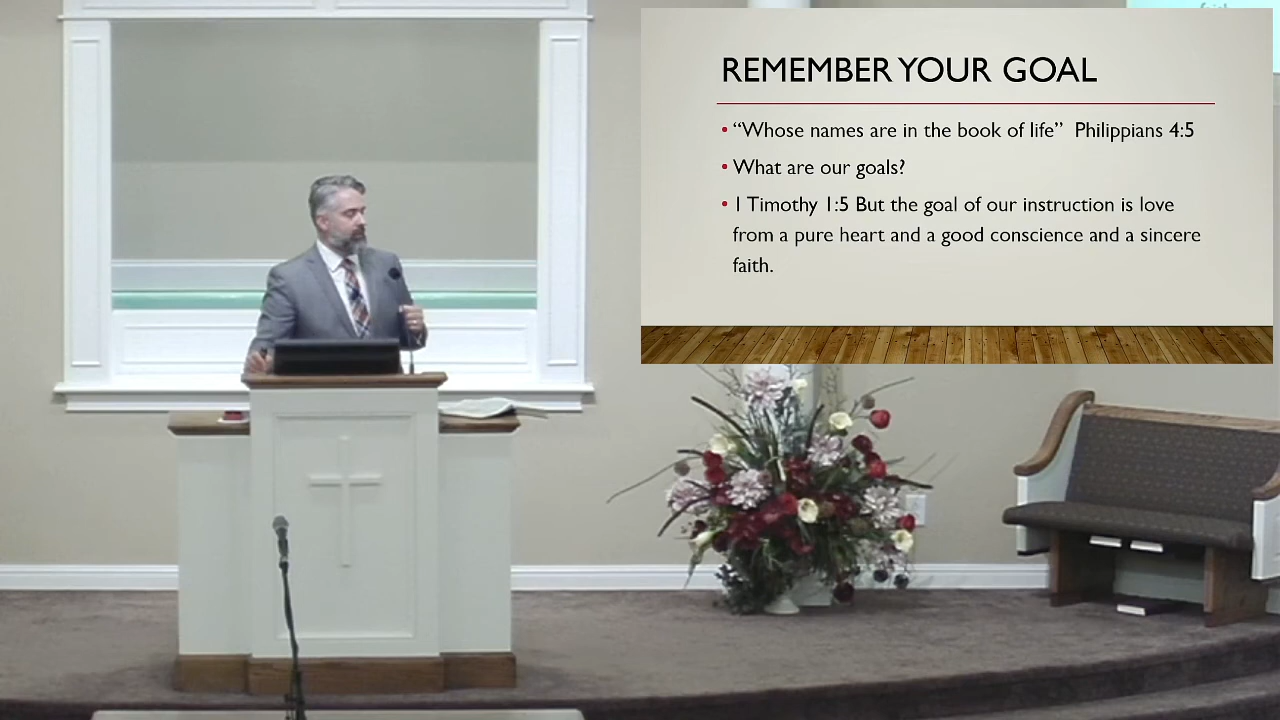 REMEMBER YOUR GOAL
• “Whose names are in the book of life” Philippians 4:5
• What are our goals?
• 1 Timothy 1:5 But the goal of our instruction is love
from a pure heart and a good conscience and a sincere
faith.
faith